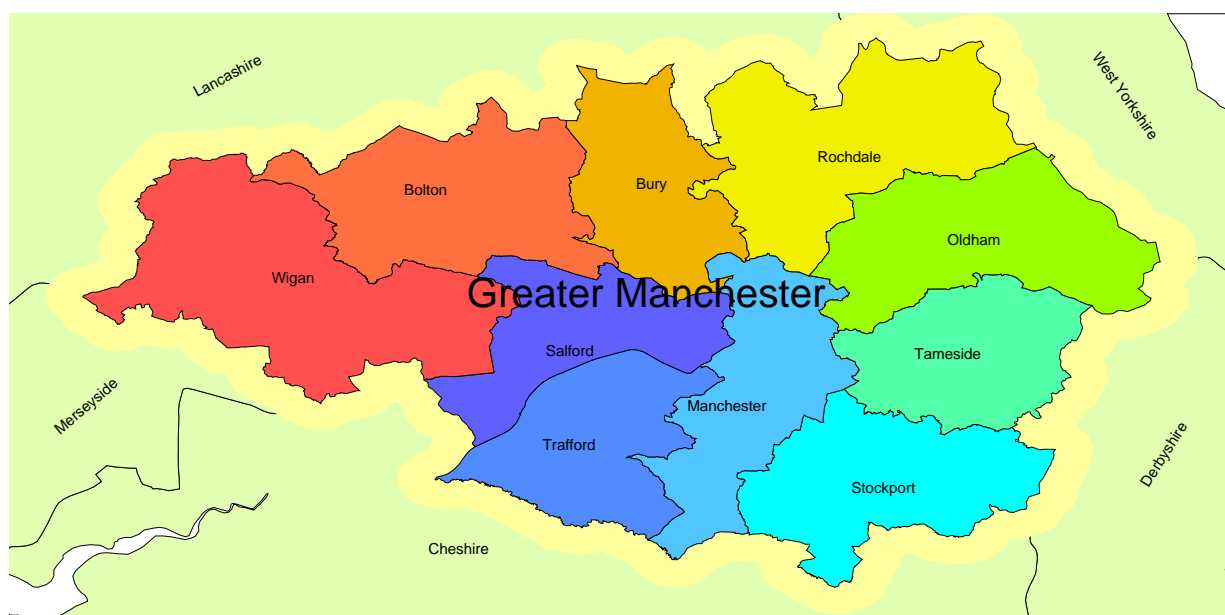 Lancashire
West Yorkshire
Rochdale
Bury
Bolton
Oldham
Wigan
Greater Manchester
Salford
Tameside
Merseyside
Manchester
Trafford
Derbyshire
Stockport
Cheshire